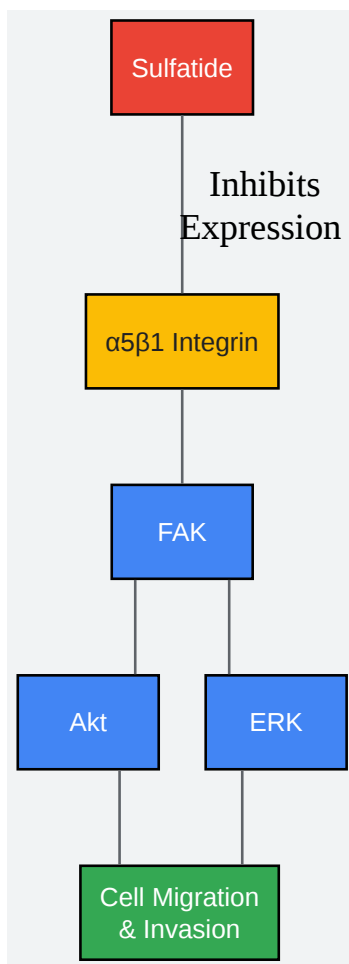 Sulfatide
Inhibits
Expression
α5β1 Integrin
FAK
Akt
ERK
Cell Migration
& Invasion